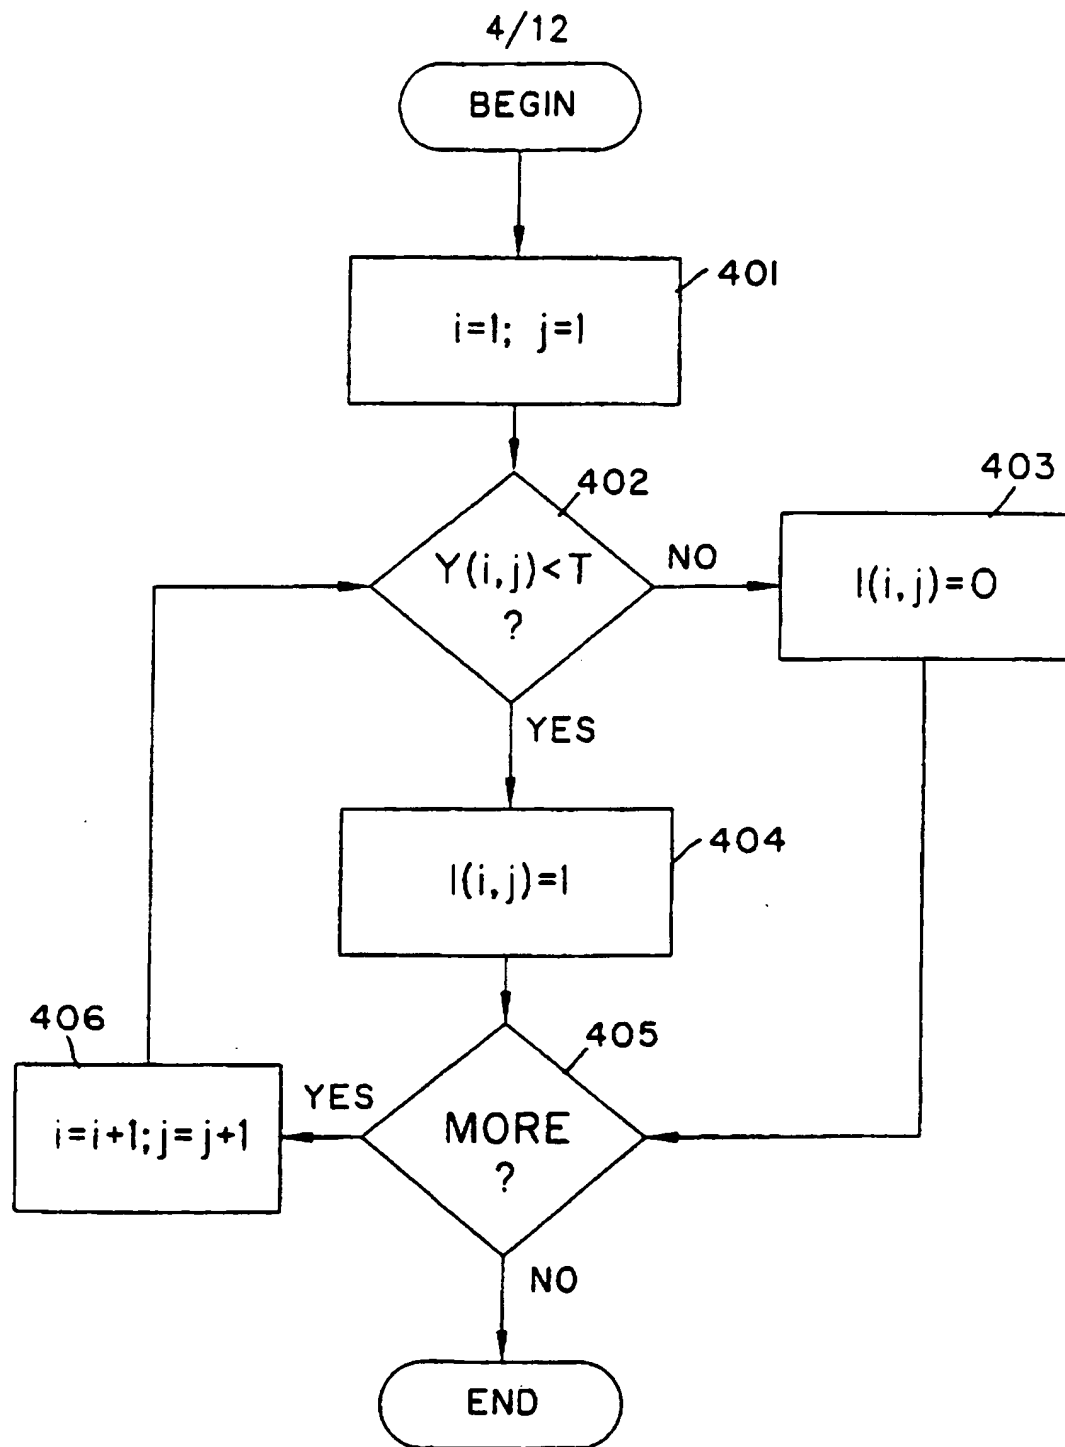 4/12
BEGIN
401
i=1; j=1
402
403
Y(i,j)<T
?
NO
I(i,j)=0
YES
404
I(i,j)=1
406
405
YES
MORE
?
i=i+1; j=j+1
NO
END